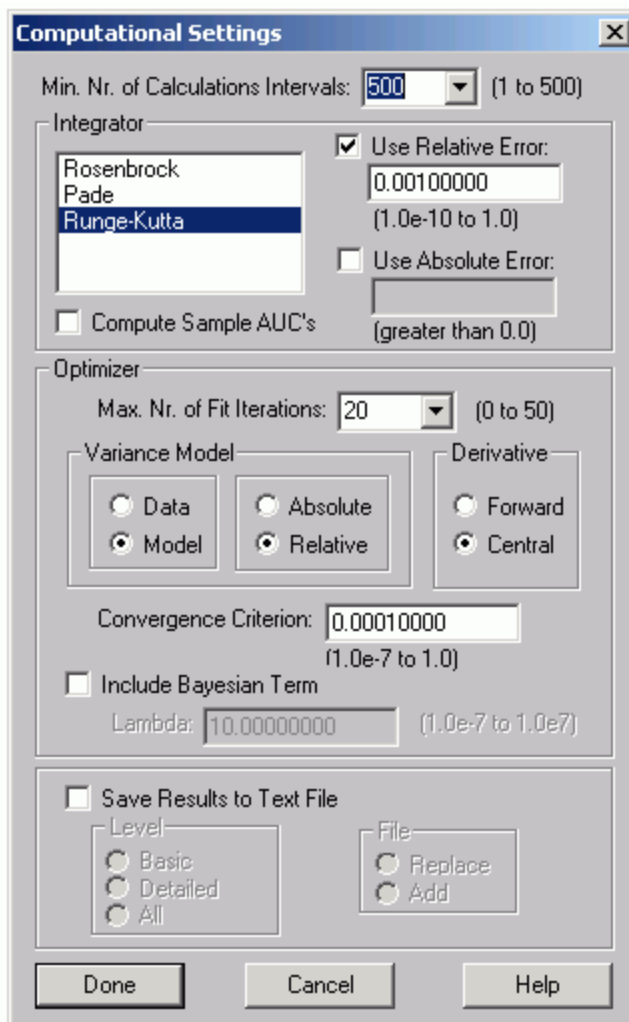 Computational Settings
Min. Nr. of Calculations Intervals: 500 (1 to 500)
Integrator
Rosenbrock
Pade
Runge-Kutta
Compute Sample AUC's
Use Relative Error:
0.00100000
(1.0e-10 to 1.0)
Use Absolute Error:
(greater than 0.0)
Optimizer
Max. Nr. of Fit Iterations: 20 (0 to 50)
Variance Model
Data
Model
Absolute
Relative
Derivative
Forward
Central
Convergence Criterion: 0.00010000
(1.0e-7 to 1.0)
Include Bayesian Term
Lambda: 10.00000000 (1.0e-7 to 1.0e7)
Save Results to Text File
Level
Basic
Detailed
All
File
Replace
Add
Done Cancel Help